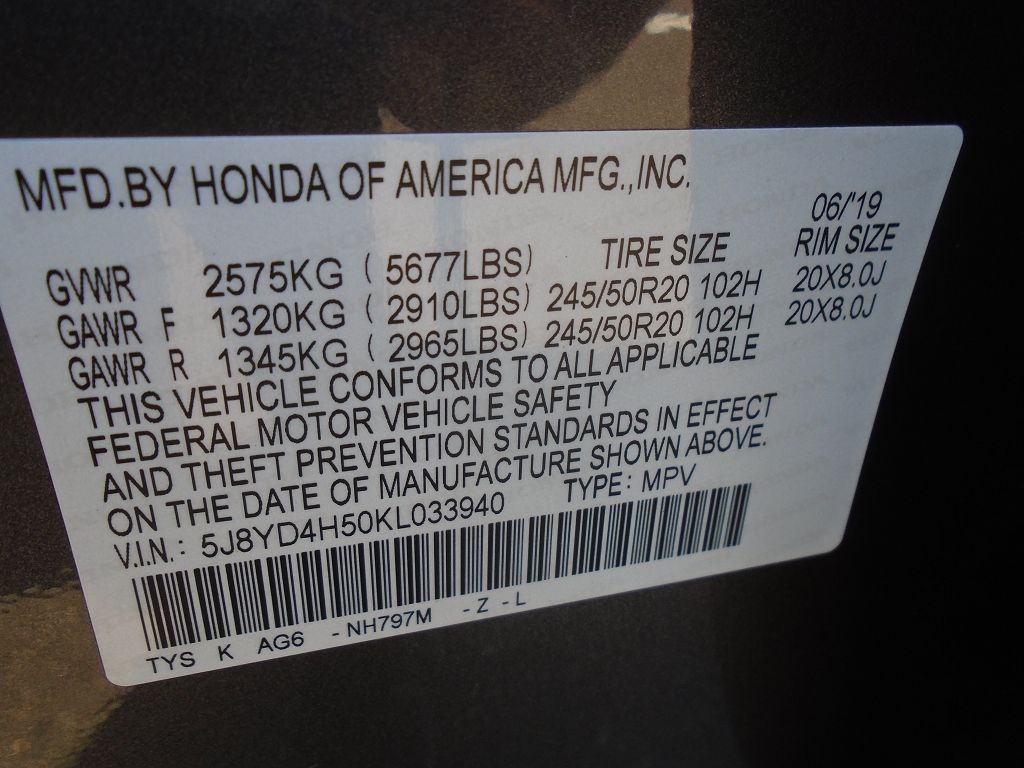 MFD.BY HONDA OF AMERICA MFG.,INC.
06/'19
GVWR 2575KG ( 5677LBS) TIRE SIZE RIM SIZE
GAWR F 1320KG ( 2910LBS) 245/50R20 102H 20X8.0J
GAWR R 1345KG ( 2965LBS) 245/50R20 102H 20X8.0J
THIS VEHICLE CONFORMS TO ALL APPLICABLE
FEDERAL MOTOR VEHICLE SAFETY
AND THEFT PREVENTION STANDARDS IN EFFECT
ON THE DATE OF MANUFACTURE SHOWN ABOVE.
V.I.N.: 5J8YD4H50KL033940 TYPE: MPV
TYS K AG6 -NH797M -Z-L